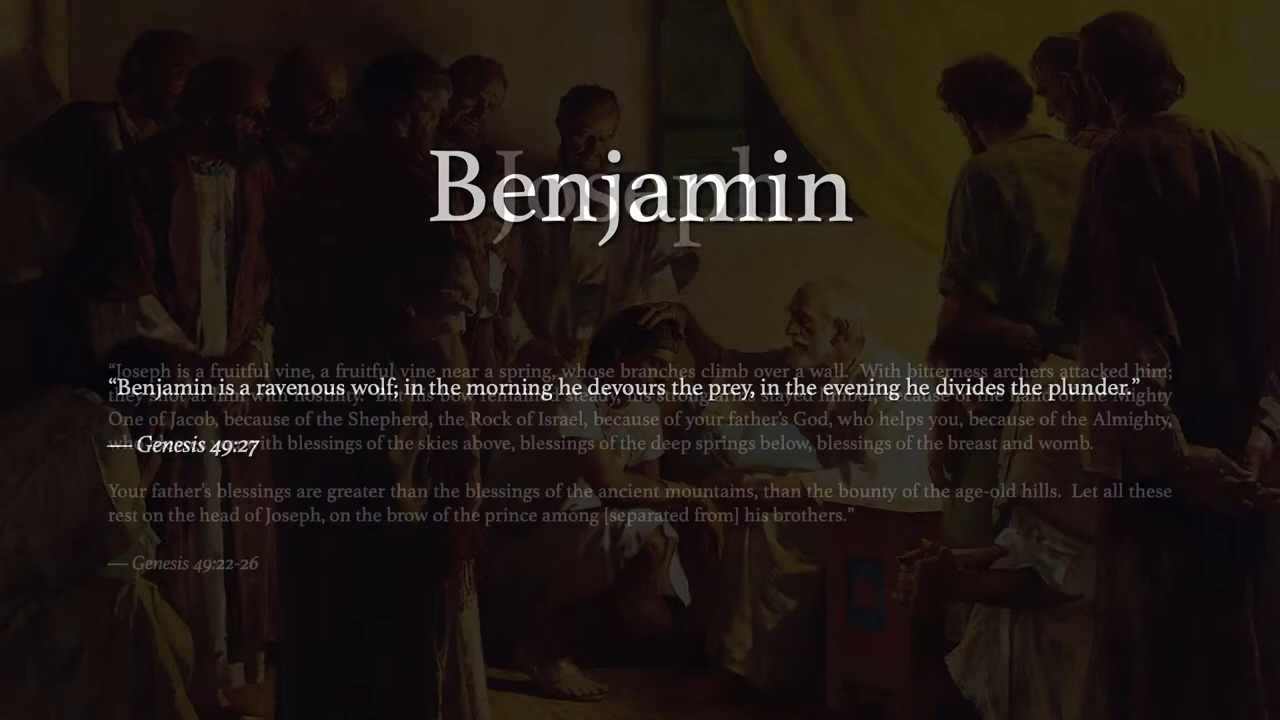 Benjamin
Joseph
“Joseph is a fruitful vine, a fruitful vine near a spring, whose branches climb over a wall.  With bitterness archers attacked him;
“Benjamin is a ravenous wolf; in the morning he devours the prey, in the evening he divides the plunder.”
One of Jacob, because of the Shepherd, the Rock of Israel, because of your father’s God, who helps you, because of the Almighty,
— Genesis 49:27
with blessings of the skies above, blessings of the deep springs below, blessings of the breast and womb.
Your father’s blessings are greater than the blessings of the ancient mountains, than the bounty of the age-old hills.  Let all these
rest on the head of Joseph, on the brow of the prince among [separated from] his brothers.”
— Genesis 49:22-26